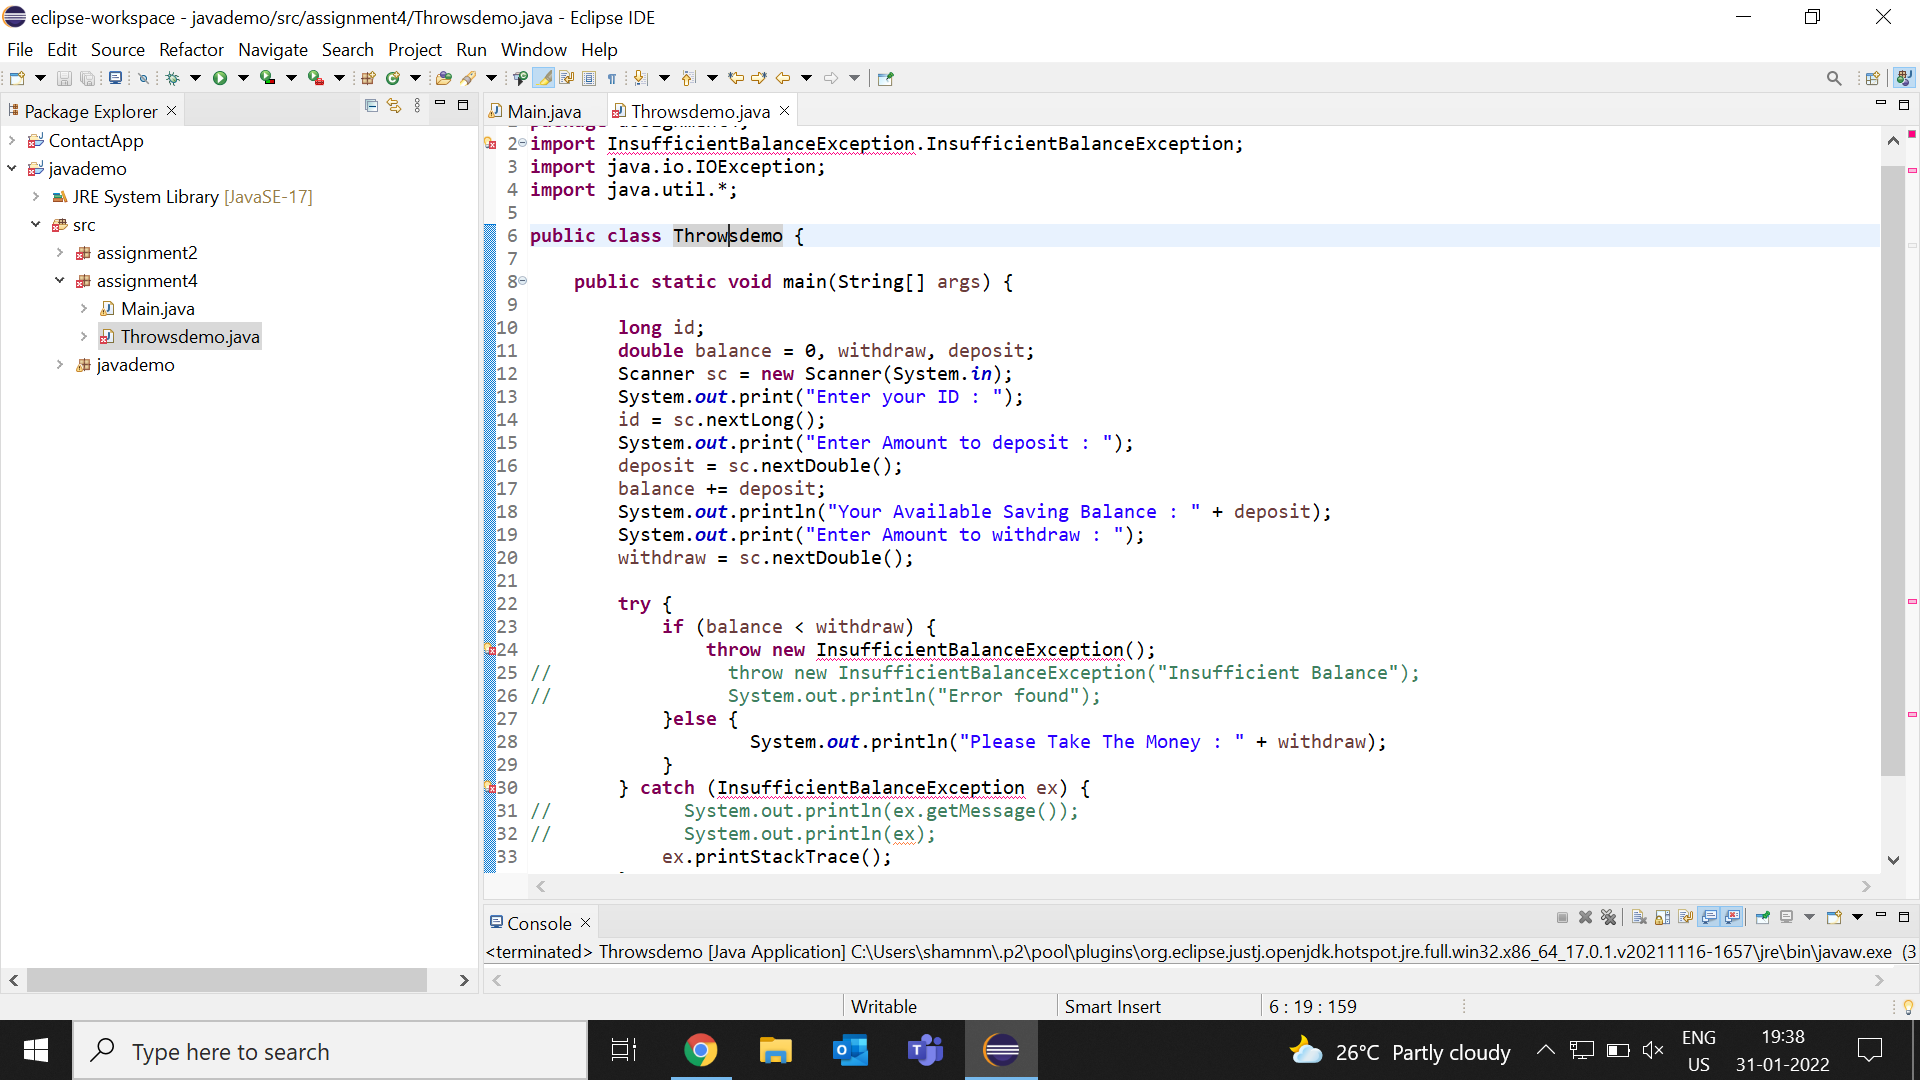 eclipse-workspace - javademo/src/assignment4/Throwsdemo.java - Eclipse IDE
File Edit Source Refactor Navigate Search Project Run Window Help
Package Explorer
ContactApp
javademo
JRE System Library [JavaSE-17]
src
assignment2
assignment4
Main.java
Throwsdemo.java
javademo
Main.java Throwsdemo.java
2 import InsufficientBalanceException.InsufficientBalanceException;
3 import java.io.IOException;
4 import java.util.*;
5
6 public class Throwsdemo {
7
8 public static void main(String[] args) {
9
10 long id;
11 double balance = 0, withdraw, deposit;
12 Scanner sc = new Scanner(System.in);
13 System.out.print("Enter your ID : ");
14 id = sc.nextLong();
15 System.out.print("Enter Amount to deposit : ");
16 deposit = sc.nextDouble();
17 balance += deposit;
18 System.out.println("Your Available Saving Balance : " + deposit);
19 System.out.print("Enter Amount to withdraw : ");
20 withdraw = sc.nextDouble();
21
22 try {
23 if (balance < withdraw) {
24 throw new InsufficientBalanceException();
25 // throw new InsufficientBalanceException("Insufficient Balance");
26 // System.out.println("Error found");
27 }else {
28 System.out.println("Please Take The Money : " + withdraw);
29 }
30 } catch (InsufficientBalanceException ex) {
31 // System.out.println(ex.getMessage());
32 // System.out.println(ex);
33 ex.printStackTrace();
Console
<terminated> Throwsdemo [Java Application] C:\Users\shamnm\.p2\pool\plugins\org.eclipse.justj.openjdk.hotspot.jre.full.win32.x86_64_17.0.1.v20211116-1657\jre\bin\javaw.exe (3
Writable Smart Insert 6 : 19 : 159
Type here to search
26°C Partly cloudy
ENG
US
19:38
31-01-2022